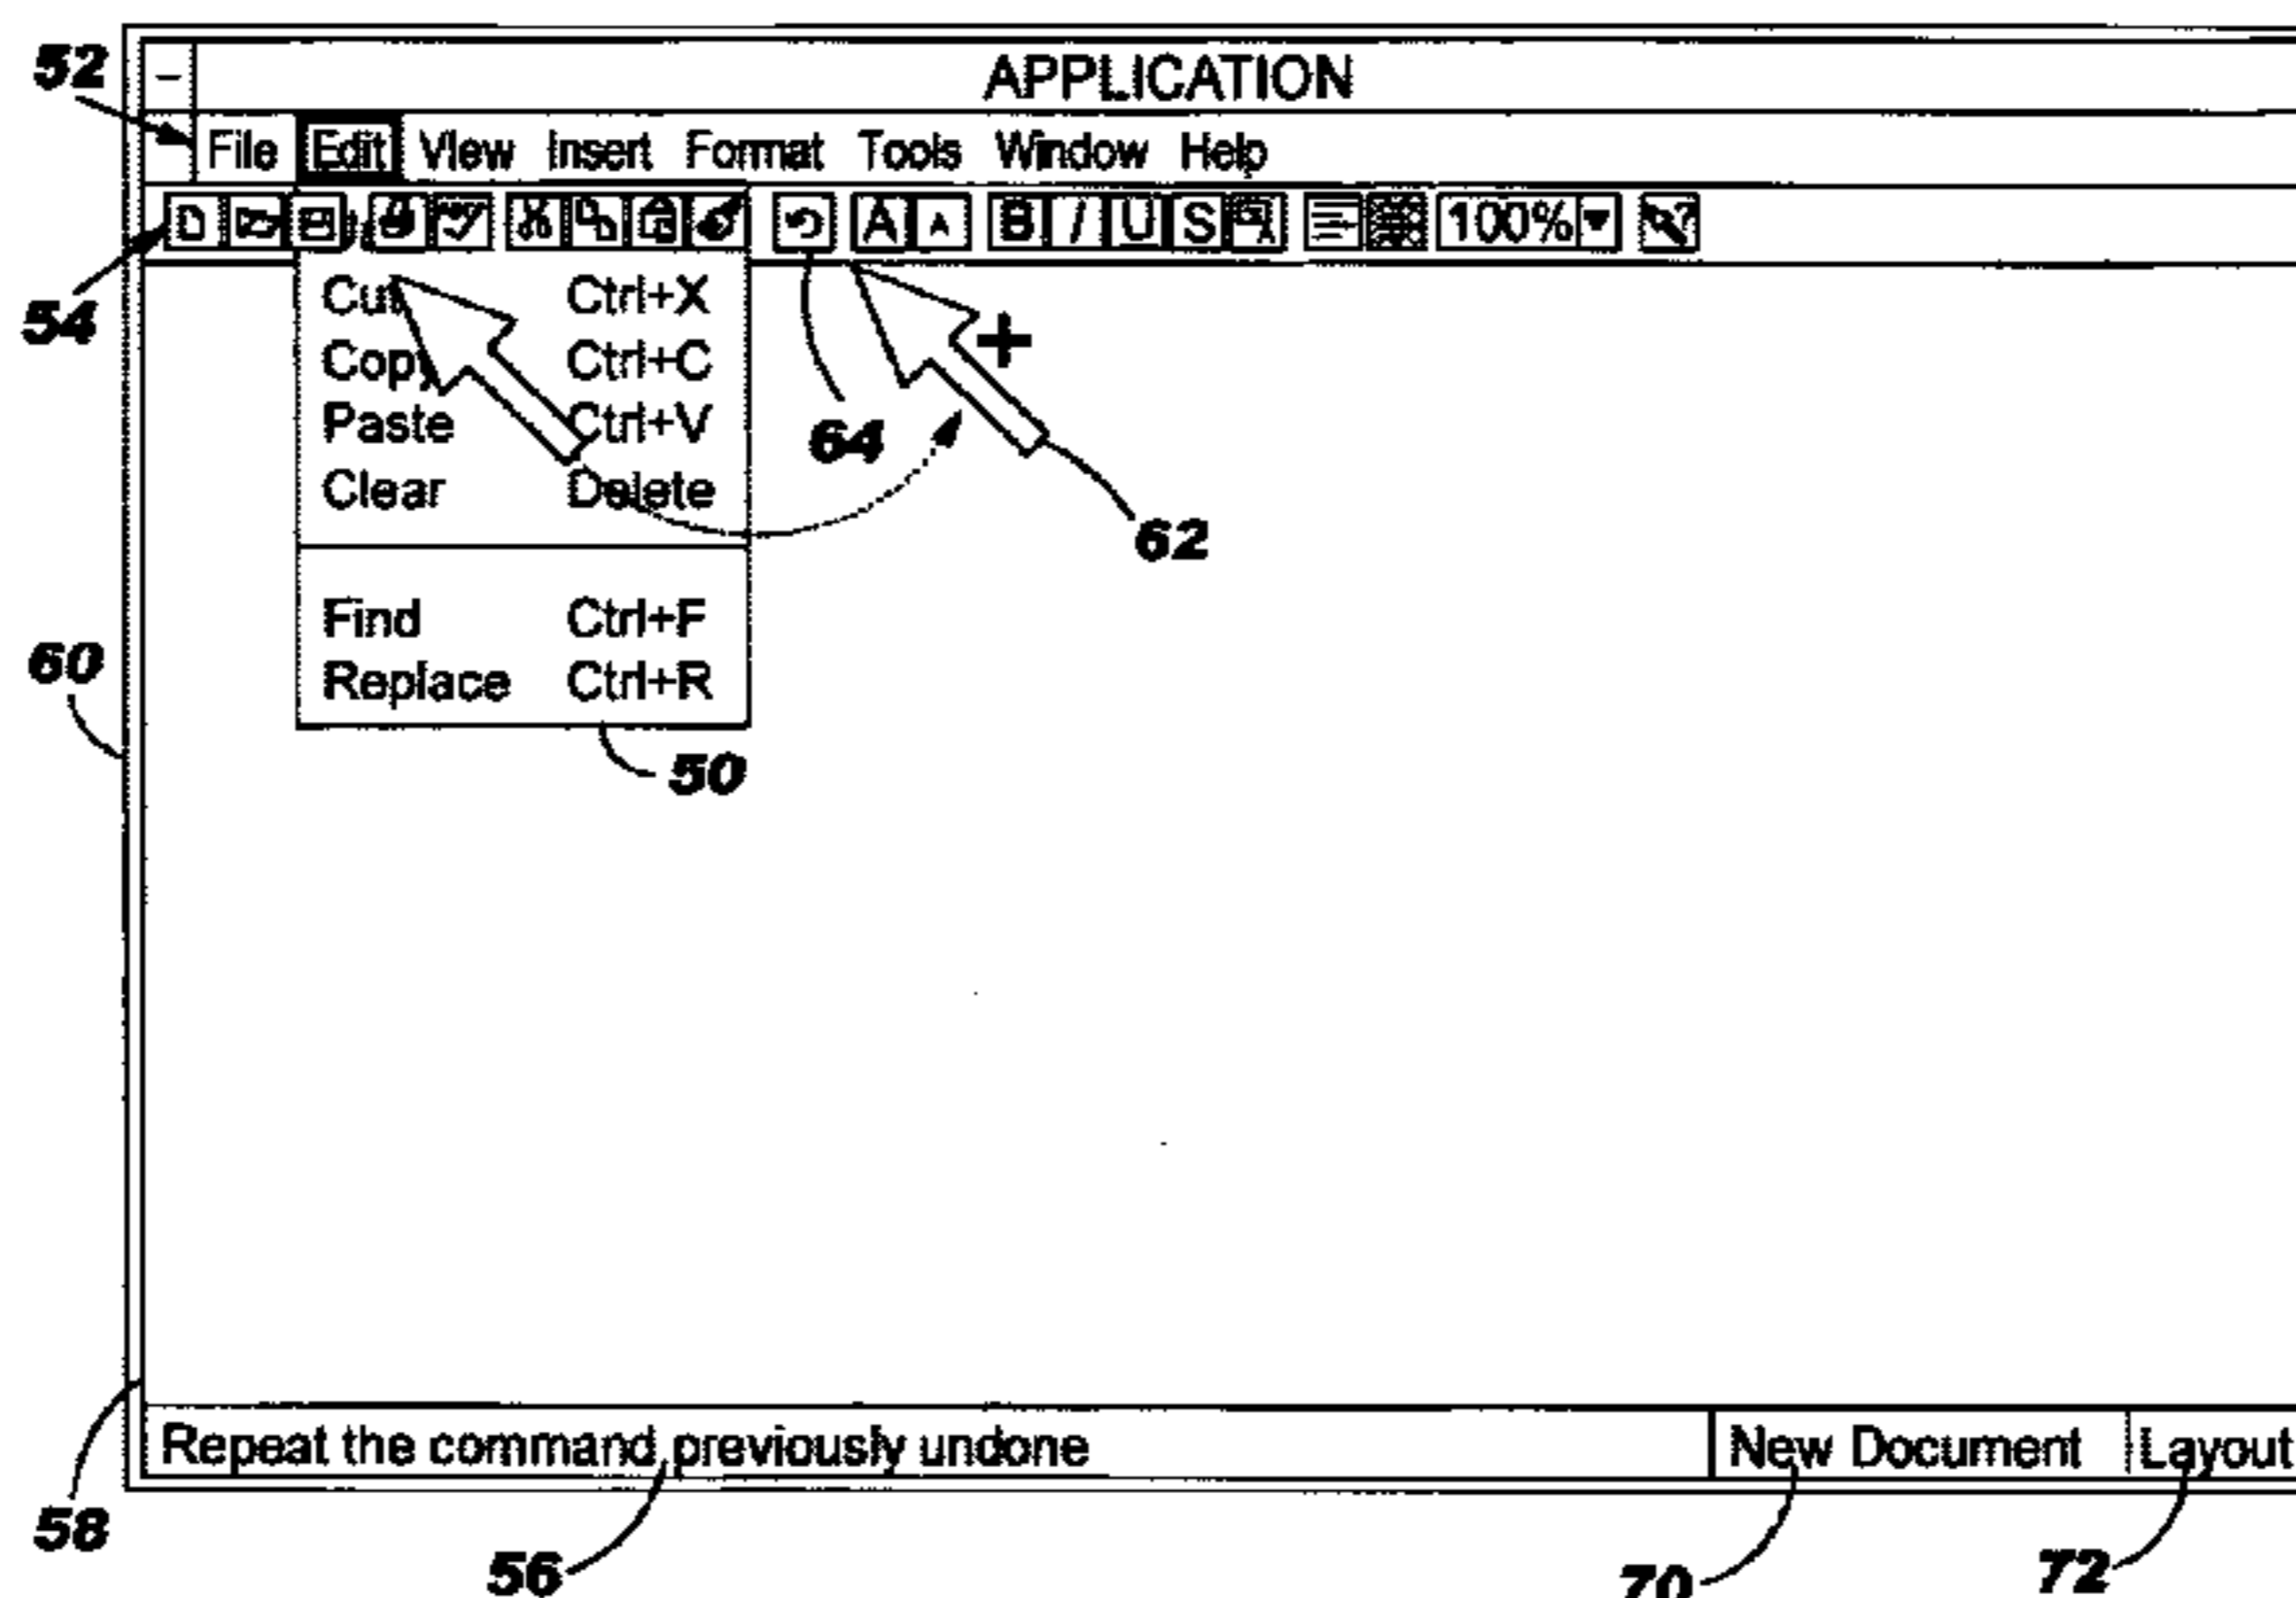 52
APPLICATION
File Edit View Insert Format Tools Window Help
A A B I U S 100% ?
54
Cut Ctrl+X
Copy Ctrl+C
Paste Ctrl+V
Clear Delete
+
64
62
Find Ctrl+F
Replace Ctrl+R
60
50
Repeat the command previously undone New Document Layout
58
56
70
72